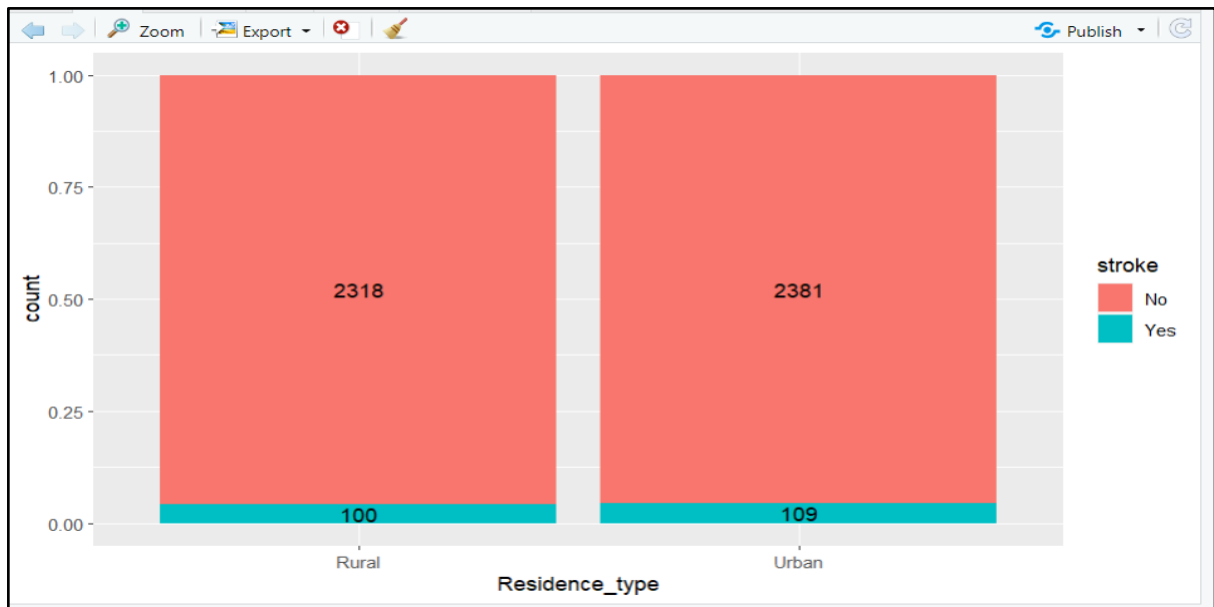 Zoom Export Publish
1.00
0.75
0.50
0.25
0.00
count
2318 2381
100 109
Rural Urban
Residence_type
stroke
No
Yes